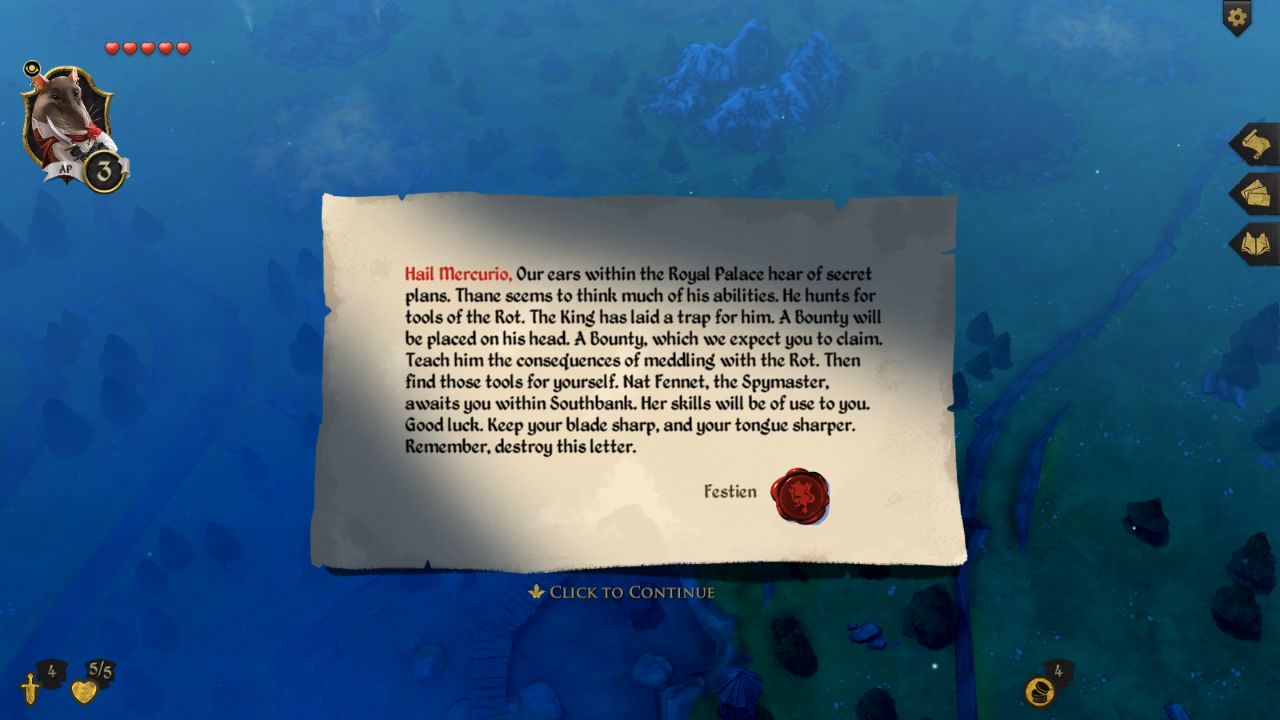 AP
3
Hail Mercurio, Our ears within the Royal Palace hear of secret
plans. Thane seems to think much of his abilities. He hunts for
tools of the Rot. The King has laid a trap for him. A Bounty will
be placed on his head. A Bounty, which we expect you to claim.
Teach him the consequences of meddling with the Rot. Then
find those tools for yourself. Nat Fennet, the Spymaster,
awaits you within Southbank. Her skills will be of use to you.
Good luck. Keep your blade sharp, and your tongue sharper.
Remember, destroy this letter.
Festien
Click to Continue
4
5/5
4